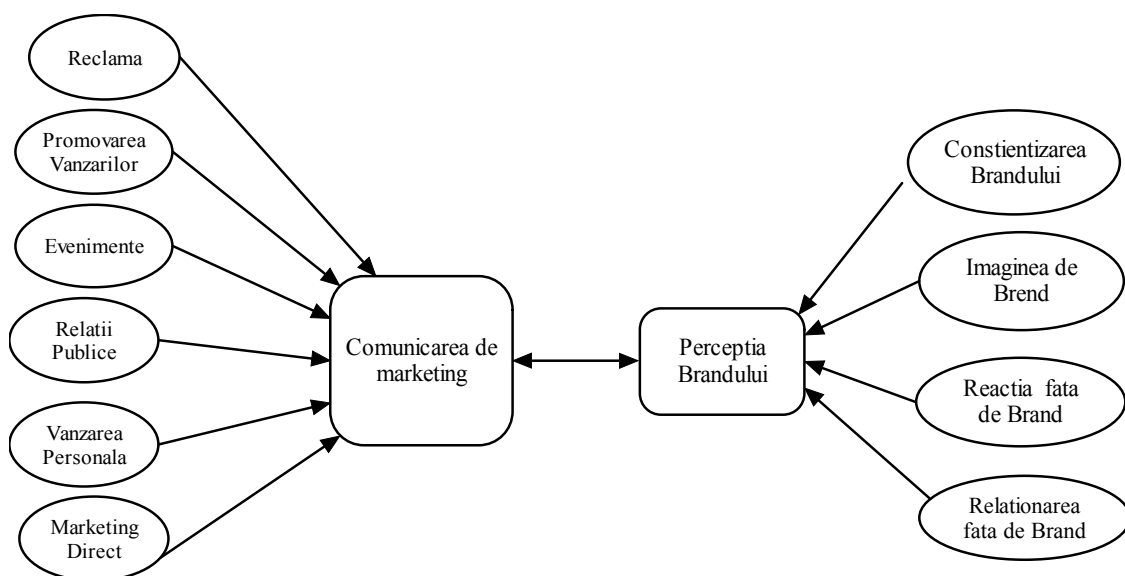 Reclama
Promovarea
Vanzarilor
Evenimente
Relatii
Publice
Vanzarea
Personala
Marketing
Direct
Comunicarea de
marketing
Perceptia
Brandului
Constientizarea
Brandului
Imaginea de
Brend
Reactia fata
de Brand
Relationarea
fata de Brand